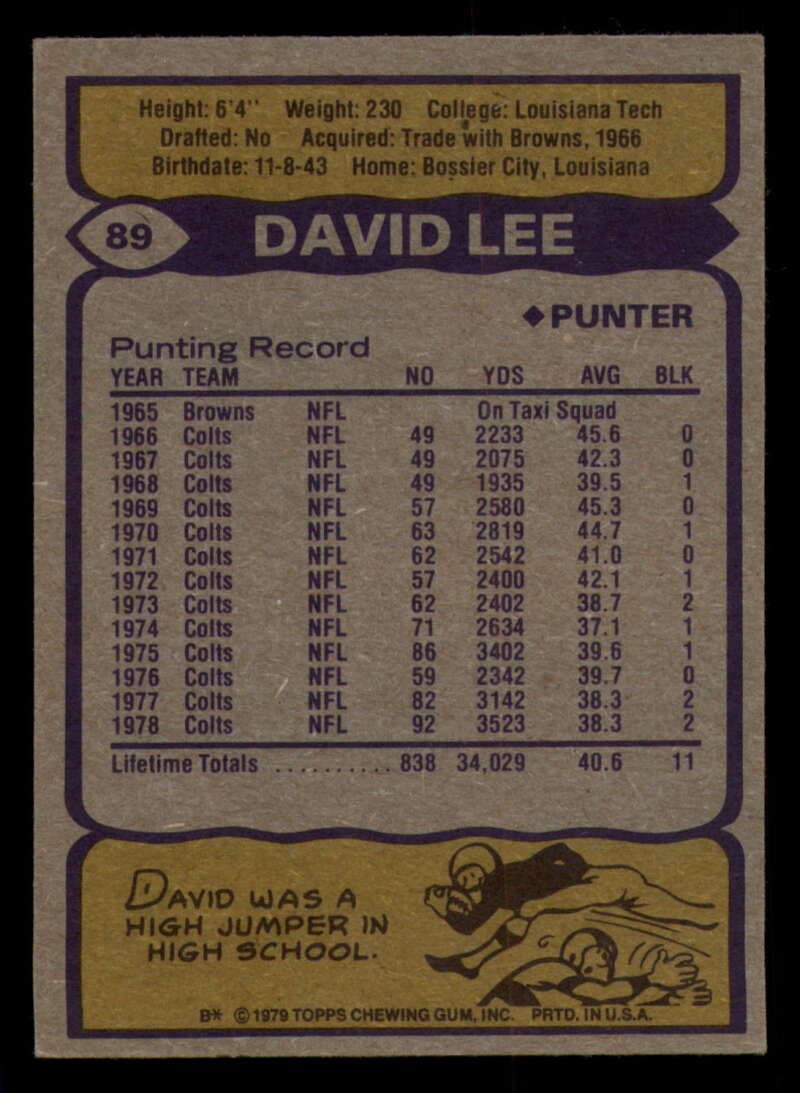 Height: 6'4" Weight: 230 College: Louisiana Tech
Drafted: No Acquired: Trade with Browns, 1966
Birthdate: 11-8-43 Home: Bossier City, Louisiana
89 DAVID LEE
◆PUNTER
Punting Record
YEAR TEAM NO YDS AVG BLK
1965 Browns NFL On Taxi Squad
1966 Colts NFL 49 2233 45.6 0
1967 Colts NFL 49 2075 42.3 0
1968 Colts NFL 49 1935 39.5 1
1969 Colts NFL 57 2580 45.3 0
1970 Colts NFL 63 2819 44.7 1
1971 Colts NFL 62 2542 41.0 0
1972 Colts NFL 57 2400 42.1 1
1973 Colts NFL 62 2402 38.7 2
1974 Colts NFL 71 2634 37.1 1
1975 Colts NFL 86 3402 39.6 1
1976 Colts NFL 59 2342 39.7 0
1977 Colts NFL 82 3142 38.3 2
1978 Colts NFL 92 3523 38.3 2
Lifetime Totals .......... 838 34,029 40.6 11
DAVID WAS A
HIGH JUMPER IN
HIGH SCHOOL.
B* © 1979 TOPPS CHEWING GUM, INC. PRTD. IN U.S.A.